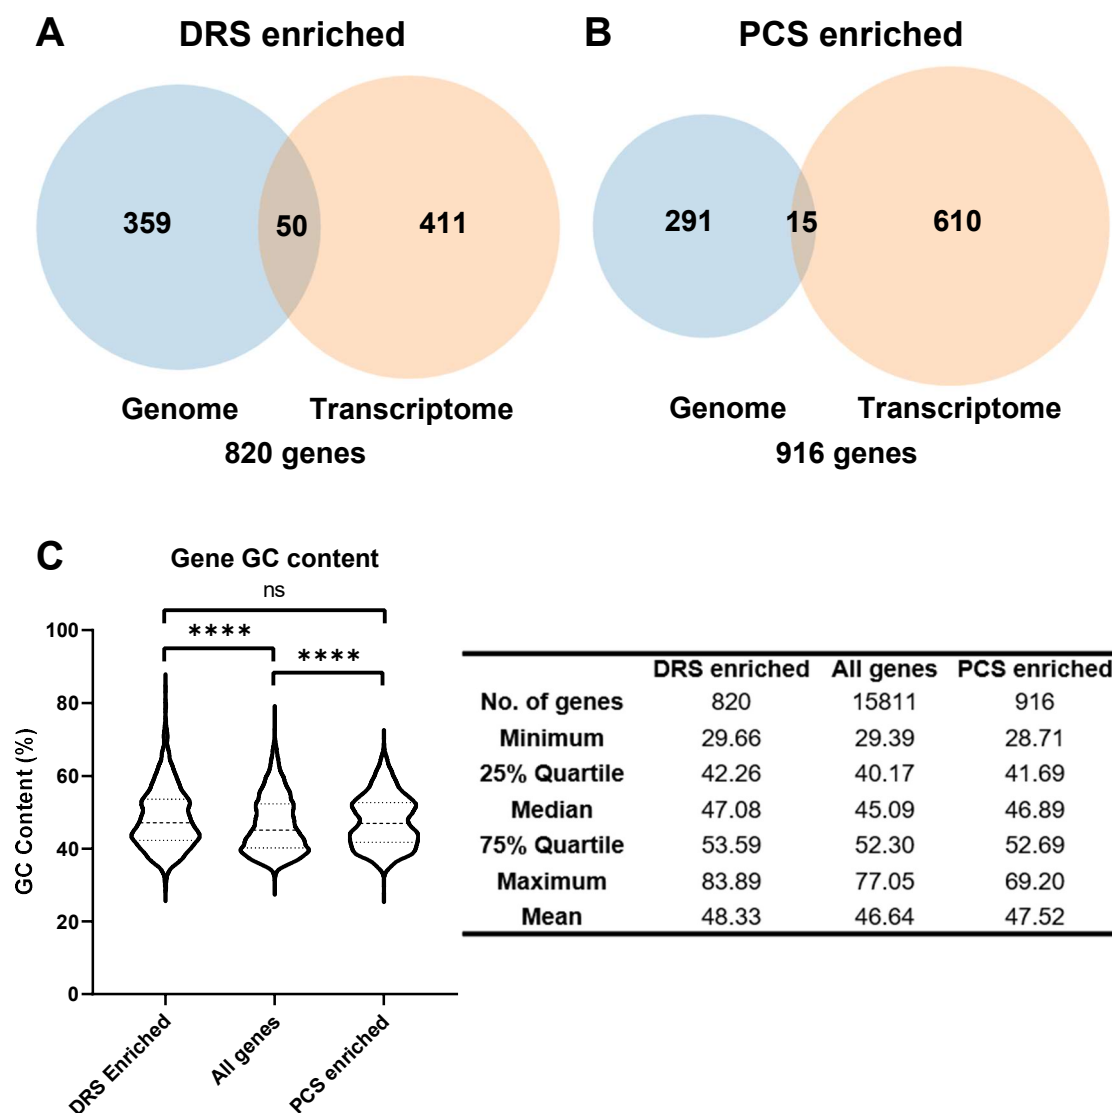 A DRS enriched
B PCS enriched
359 50 411
291 15 610
Genome Transcriptome
820 genes
Genome Transcriptome
916 genes
C
Gene GC content
ns
****
****
GC Content (%)
100
80
60
40
20
0
DRS Enriched
All genes
PCS enriched
DRS enriched All genes PCS enriched
No. of genes 820 15811 916
Minimum 29.66 29.39 28.71
25% Quartile 42.26 40.17 41.69
Median 47.08 45.09 46.89
75% Quartile 53.59 52.30 52.69
Maximum 83.89 77.05 69.20
Mean 48.33 46.64 47.52